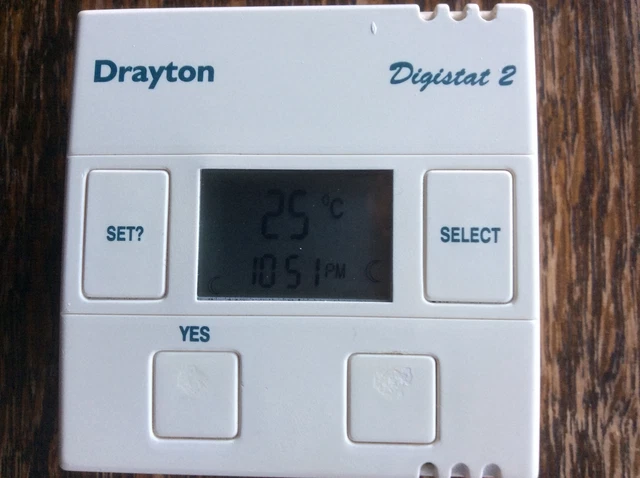 Drayton
Digistat 2
SET?
25 °C
10 51 PM
SELECT
YES